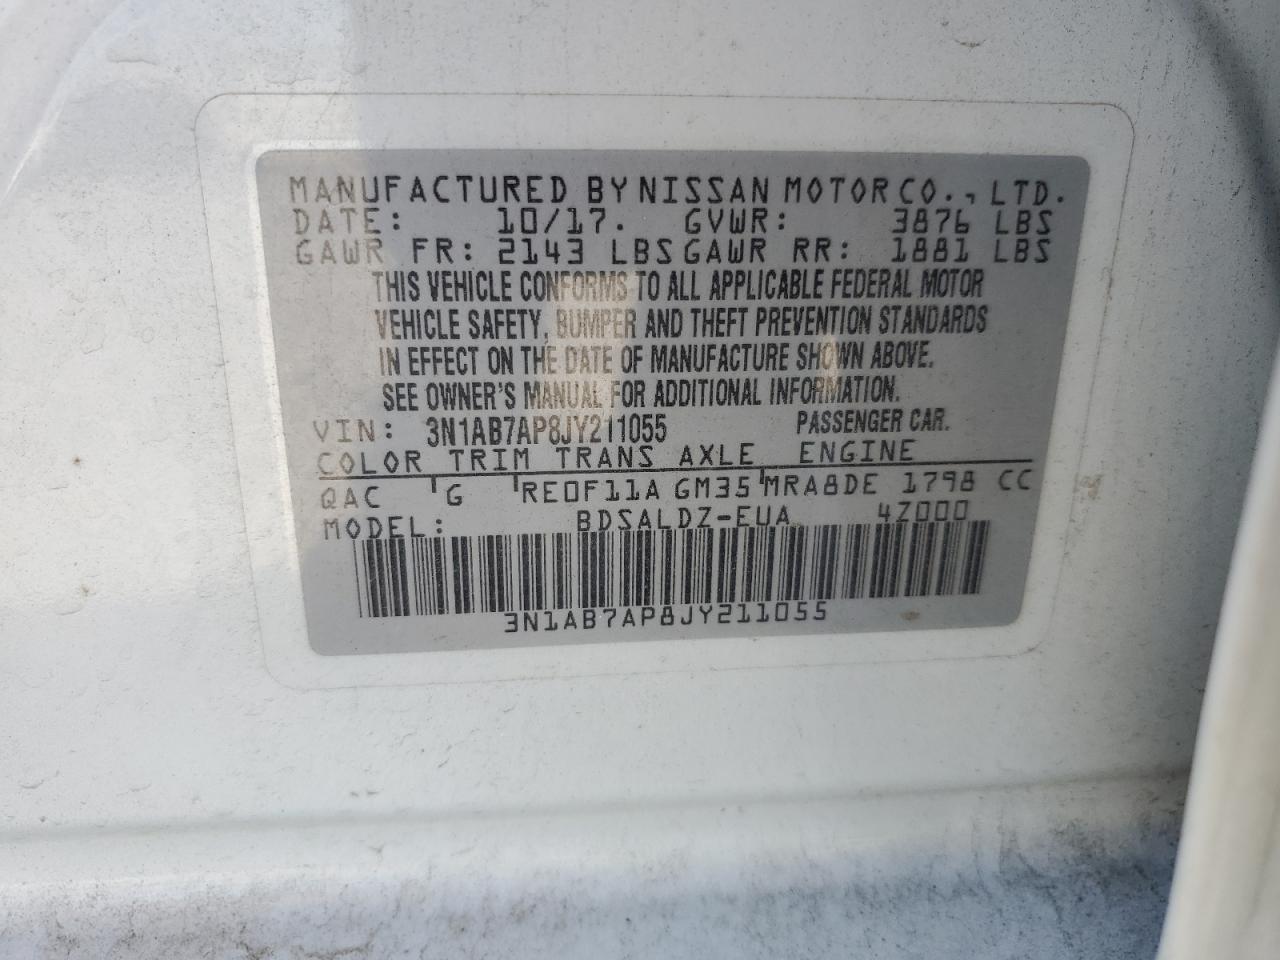 MANUFACTURED BY NISSAN MOTOR CO., LTD.
DATE: 10/17. GVWR: 3876 LBS
GAWR FR: 2143 LBS GAWR RR: 1881 LBS
THIS VEHICLE CONFORMS TO ALL APPLICABLE FEDERAL MOTOR
VEHICLE SAFETY, BUMPER AND THEFT PREVENTION STANDARDS
IN EFFECT ON THE DATE OF MANUFACTURE SHOWN ABOVE.
SEE OWNER'S MANUAL FOR ADDITIONAL INFORMATION.
VIN: 3N1AB7AP8JY211055 PASSENGER CAR.
COLOR TRIM TRANS AXLE ENGINE
QAC G RE0F11A GM35 MRA8DE 1798 CC
MODEL: BDSALDZ-EUA 4Z000
3N1AB7AP8JY211055